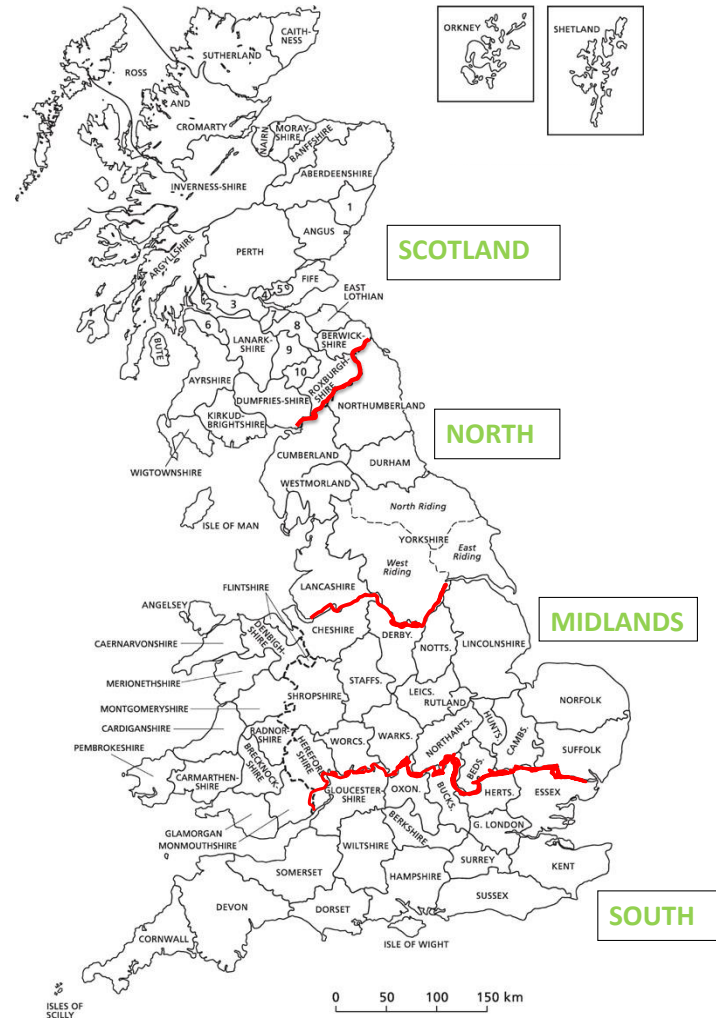 ORKNEY
SHETLAND
CAITH-
NESS
SUTHERLAND
ROSS
AND
CROMARTY
NAIRN
MORAY-
SHIRE
BANFFSHIRE
ABERDEENSHIRE
INVERNESS-SHIRE
1
ANGUS
PERTH
ARGYLLSHIRE
SCOTLAND
FIFE
4
5
EAST
LOTHIAN
2
3
6
8
BERWICK-
SHIRE
LANARK-
SHIRE
9
BUTE
10
ROXBURGH-
SHIRE
AYRSHIRE
DUMFRIES-SHIRE
NORTHUMBERLAND
KIRKUD-
BRIGHTSHIRE
NORTH
WIGTOWNSHIRE
CUMBERLAND
DURHAM
WESTMORLAND
ISLE OF MAN
North Riding
YORKSHIRE
East
Riding
West
Riding
LANCASHIRE
FLINTSHIRE
ANGELSEY
MIDLANDS
CHESHIRE
DENBIGH-
SHIRE
DERBY.
NOTTS.
LINCOLNSHIRE
CAERNARVONSHIRE
MERIONETHSHIRE
STAFFS.
SHROPSHIRE
LEICS.
RUTLAND
NORFOLK
MONTGOMERYSHIRE
CARDIGANSHIRE
RADNOR-
SHIRE
HEREFORD
SHIRE
WORCS.
WARKS.
NORTHANTS.
HUNTS.
CAMBS.
SUFFOLK
PEMBROKESHIRE
BRECKNOCK-
SHIRE
CARMARTHEN-
SHIRE
BEDS.
GLOUCESTER-
SHIRE
OXON.
BUCKS.
HERTS.
ESSEX
GLAMORGAN
MONMOUTHSHIRE
BERKSHIRE
G. LONDON
WILTSHIRE
SURREY
KENT
SOMERSET
HAMPSHIRE
SUSSEX
DEVON
DORSET
SOUTH
ISLE OF WIGHT
CORNWALL
ISLES OF
SCILLY
0 50 100 150 km